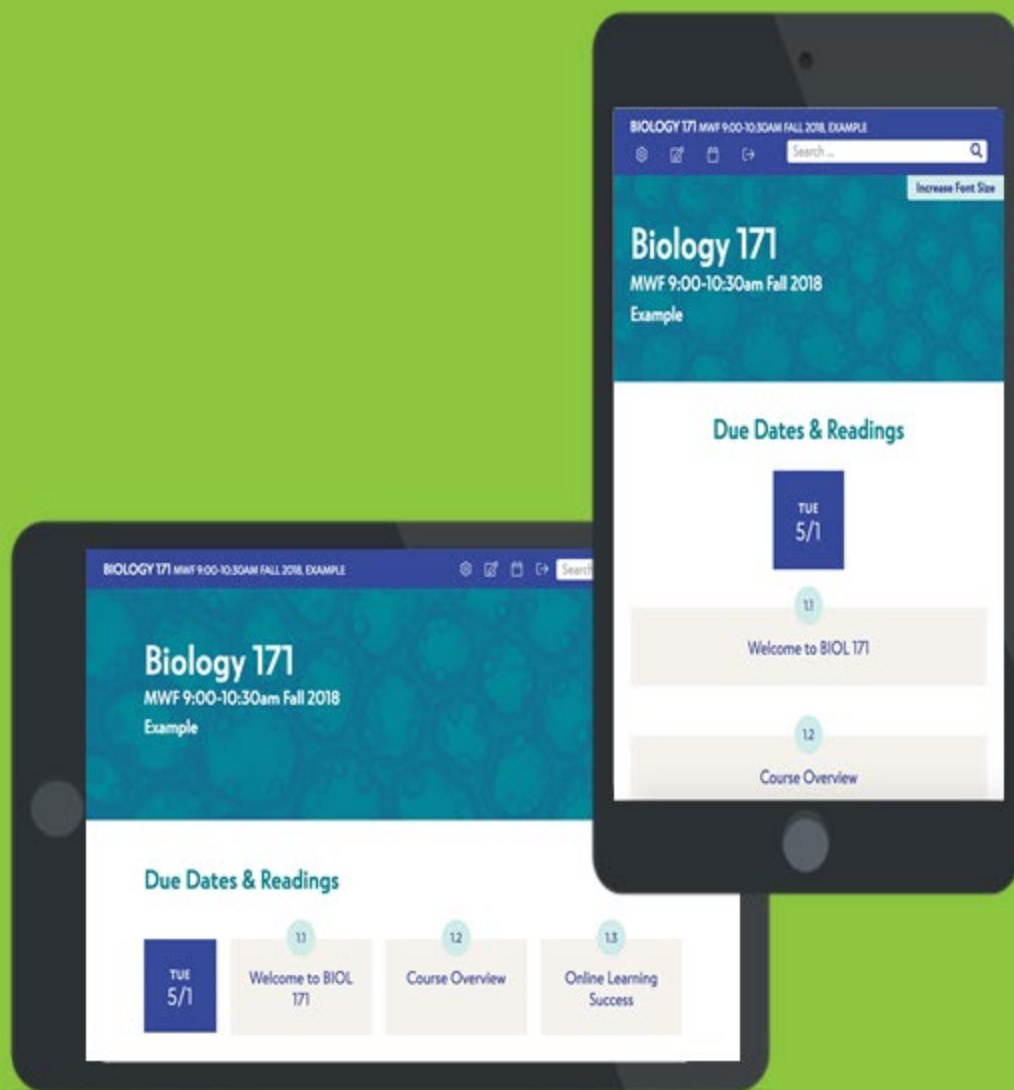 BIOLOGY 171 MWF 9:00-10:30AM FALL 2018, EXAMPLE
Search ...
Increase Font Size
Biology 171
MWF 9:00-10:30am Fall 2018
Example
Due Dates & Readings
TUE
5/1
1.1
Welcome to BIOL 171
1.2
Course Overview
BIOLOGY 171 MWF 9:00-10:30AM FALL 2018, EXAMPLE
Search
Biology 171
MWF 9:00-10:30am Fall 2018
Example
Due Dates & Readings
TUE
5/1
1.1
Welcome to BIOL
171
1.2
Course Overview
1.3
Online Learning
Success